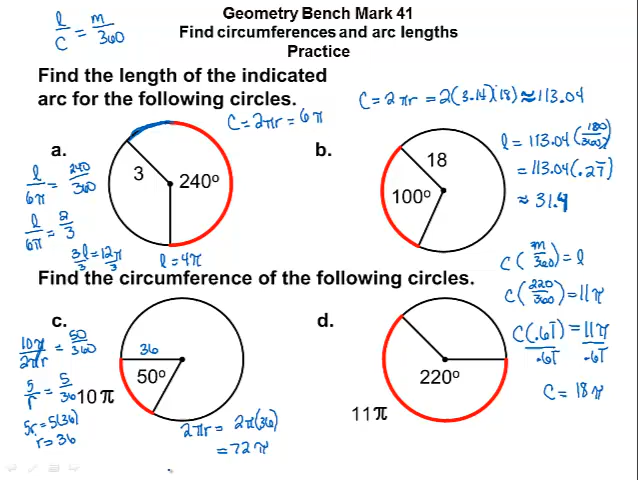 Geometry Bench Mark 41
Find circumferences and arc lengths
Practice
l/C = m/360
Find the length of the indicated
arc for the following circles.
C = 2πr = 6π
C = 2πr = 2(3.14)(18) ≈ 113.04
a.
3
240°
l/6π = 240/360
l/6π = 2/3
3l/3 = 12π/3
l = 4π
b.
18
100°
= 113.04(.27̅)
≈ 31.4
Find the circumference of the following circles.
c.
36
50°
10π
10π/2πr = 50/360
5/r = 5/36
5r = 5(36)
r = 36
2πr = 2π(36)
= 72π
d.
220°
11π
C(m/360) = l
C(220/360) = 11π
C(.61̅)/.61̅ = 11π/.61̅
C = 18π